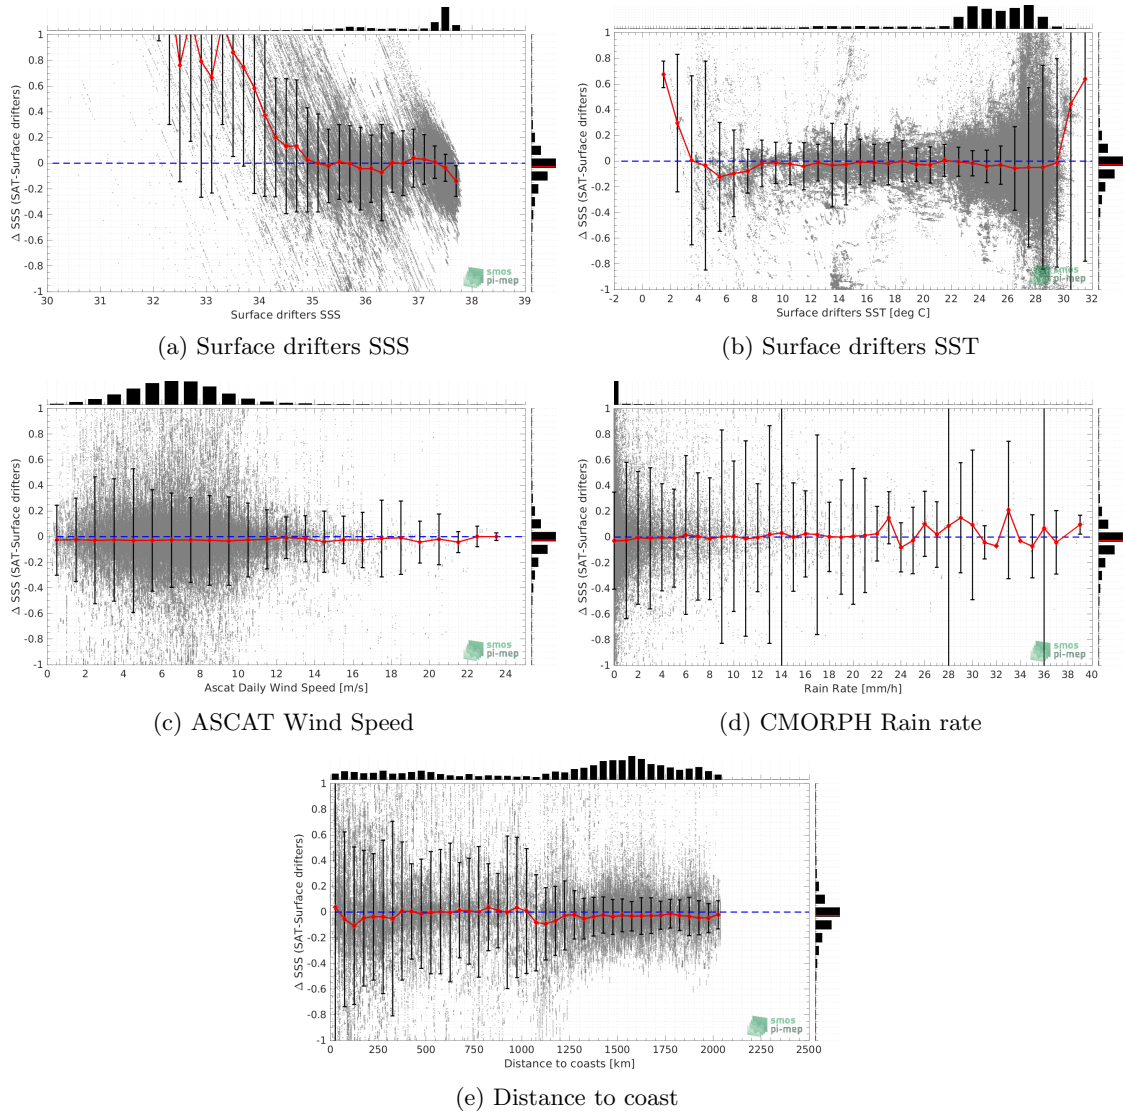 1
0.8
0.6
0.4
0.2
0
-0.2
-0.4
-0.6
-0.8
-1
Δ SSS (SAT-Surface drifters)
smos
pi-mep
30 31 32 33 34 35 36 37 38 39
Surface drifters SSS
(a) Surface drifters SSS
1
0.8
0.6
0.4
0.2
0
-0.2
-0.4
-0.6
-0.8
-1
Δ SSS (SAT-Surface drifters)
smos
pi-mep
-2 0 2 4 6 8 10 12 14 16 18 20 22 24 26 28 30 32
Surface drifters SST [deg C]
(b) Surface drifters SST
1
0.8
0.6
0.4
0.2
0
-0.2
-0.4
-0.6
-0.8
-1
Δ SSS (SAT-Surface drifters)
smos
pi-mep
0 2 4 6 8 10 12 14 16 18 20 22 24
Ascat Daily Wind Speed [m/s]
(c) ASCAT Wind Speed
1
0.8
0.6
0.4
0.2
0
-0.2
-0.4
-0.6
-0.8
-1
Δ SSS (SAT-Surface drifters)
smos
pi-mep
0 2 4 6 8 10 12 14 16 18 20 22 24 26 28 30 32 34 36 38 40
Rain Rate [mm/h]
(d) CMORPH Rain rate
1
0.8
0.6
0.4
0.2
0
-0.2
-0.4
-0.6
-0.8
-1
Δ SSS (SAT-Surface drifters)
smos
pi-mep
0 250 500 750 1000 1250 1500 1750 2000 2250 2500
Distance to coasts [km]
(e) Distance to coast